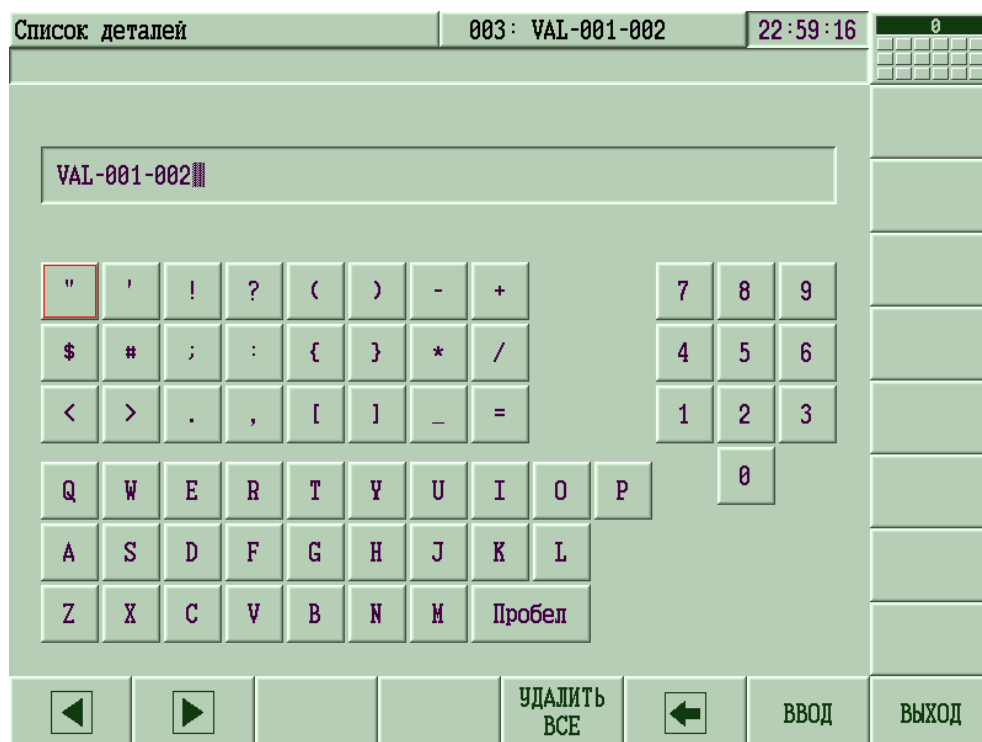 Список деталей 003: VAL-001-002 22:59:16 0
VAL-001-002
" ' ! ? ( ) - + 7 8 9
$ # ; : { } * / 4 5 6
< > . , [ ] _ = 1 2 3
0
Q W E R T Y U I O P
A S D F G H J K L
Z X C V B N M Пробел
УДАЛИТЬ
ВСЕ
ВВОД ВЫХОД